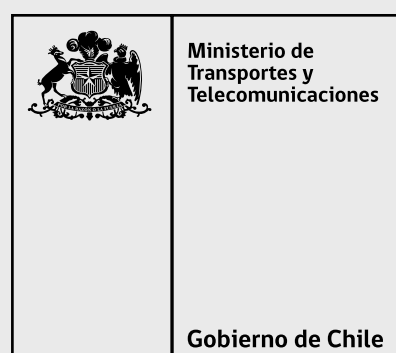 Ministerio de
Transportes y
Telecomunicaciones
Gobierno de Chile